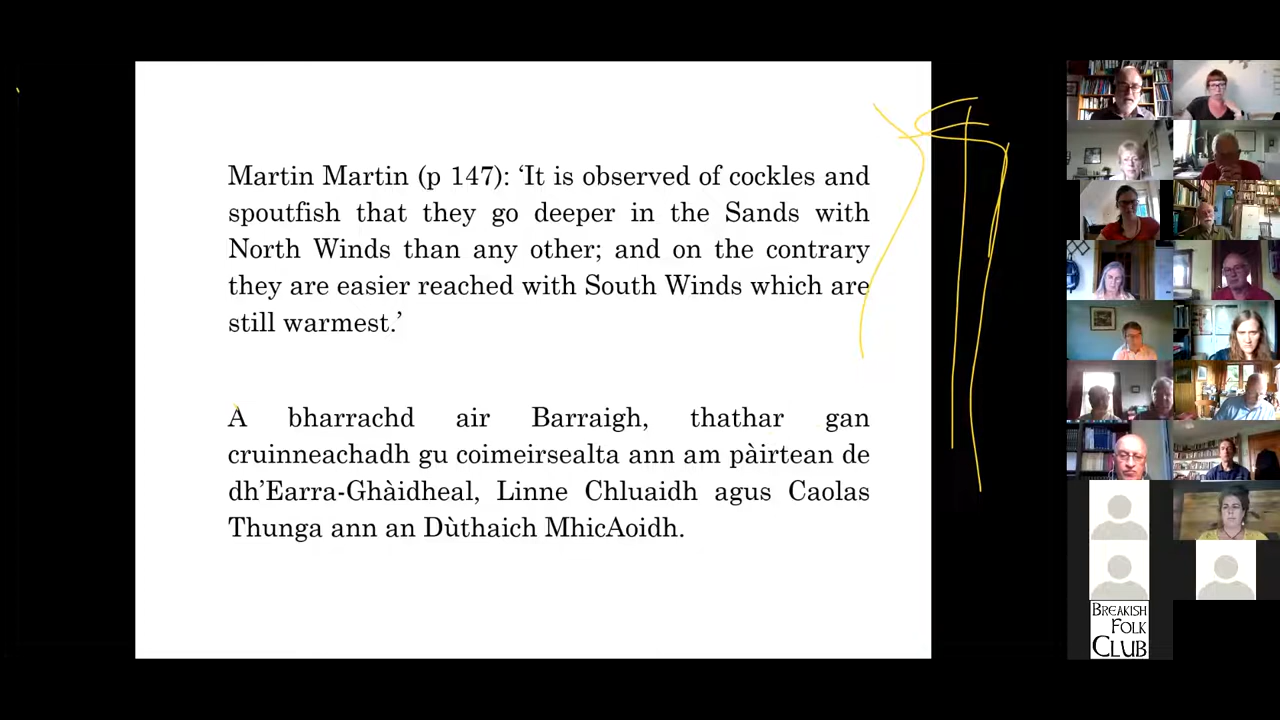 Martin Martin (p 147): ‘It is observed of cockles and
spoutfish that they go deeper in the Sands with
North Winds than any other; and on the contrary
they are easier reached with South Winds which are
still warmest.’
A bharrachd air Barraigh, thathar gan
cruinneachadh gu coimeirsealta ann am pàirtean de
dh’Earra-Ghàidheal, Linne Chluaidh agus Caolas
Thunga ann an Dùthaich MhicAoidh.
BREAKISH
FOLK
CLUB